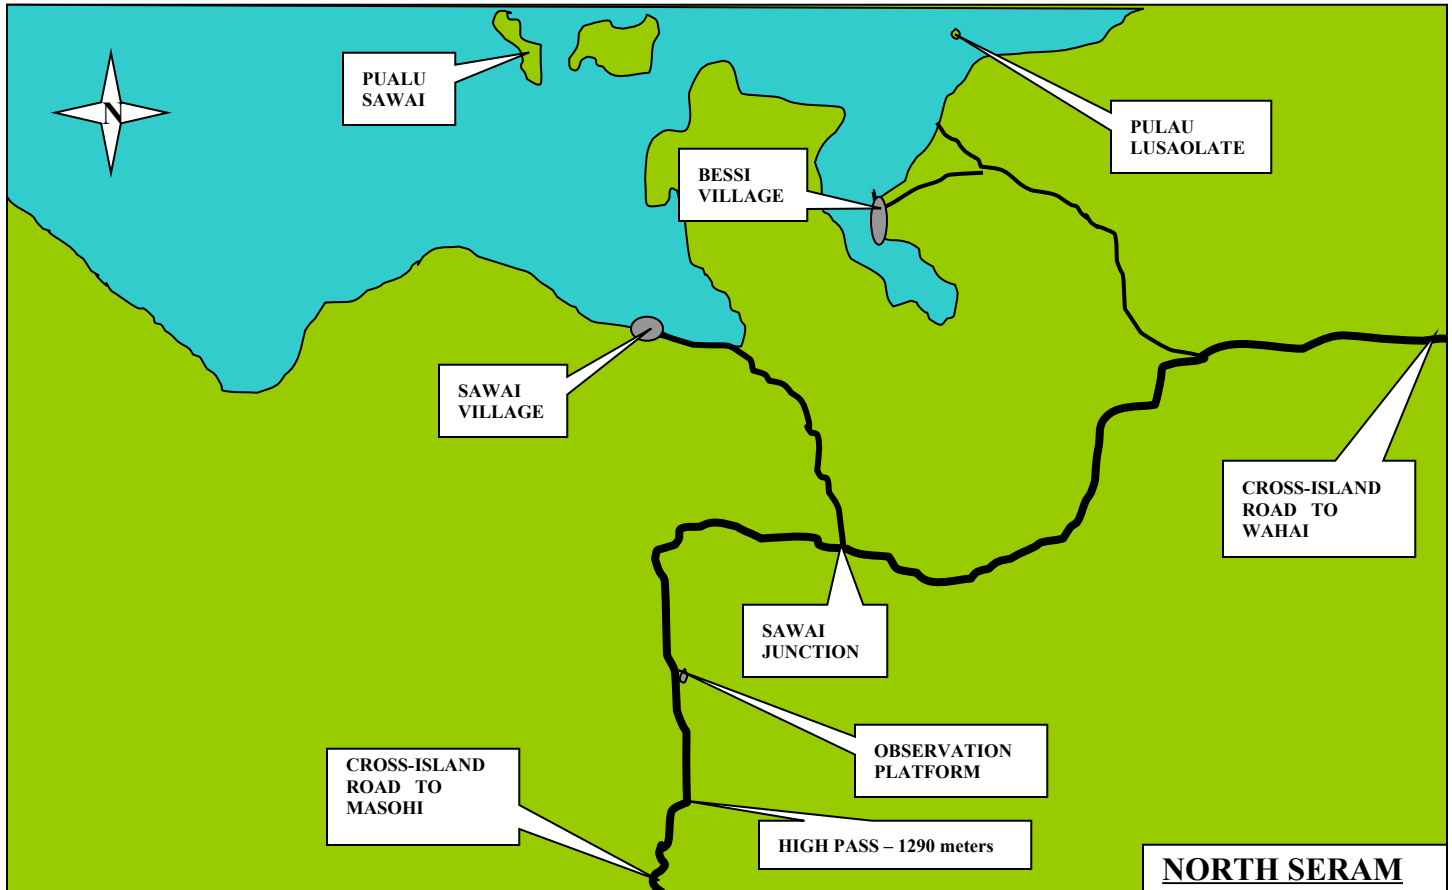 N
PUALU
SAWAI
PULAU
LUSAOLATE
BESSI
VILLAGE
SAWAI
VILLAGE
CROSS-ISLAND
ROAD TO
WAHAI
SAWAI
JUNCTION
OBSERVATION
PLATFORM
CROSS-ISLAND
ROAD TO
MASOHI
HIGH PASS – 1290 meters
NORTH SERAM